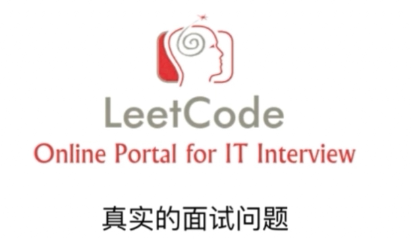 LeetCode
Online Portal for IT Interview
真实的面试问题